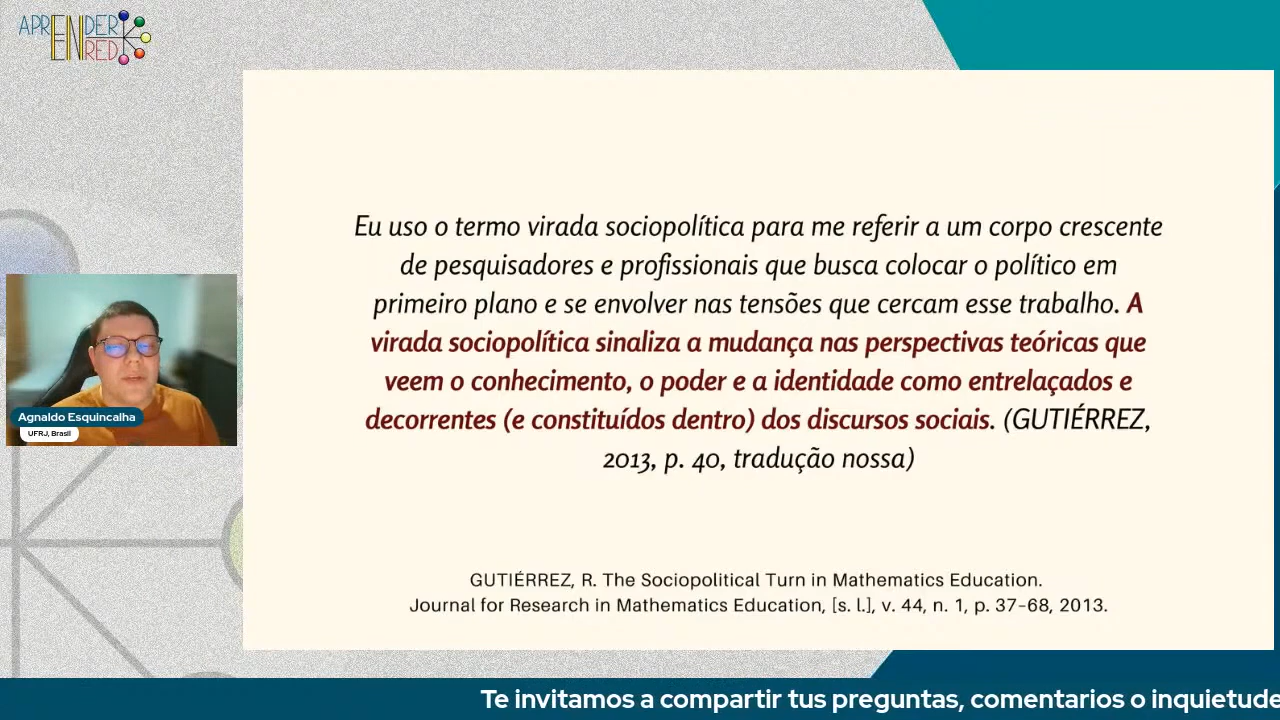 APRENDER
EN RED
Eu uso o termo virada sociopolítica para me referir a um corpo crescente
de pesquisadores e profissionais que busca colocar o político em
primeiro plano e se envolver nas tensões que cercam esse trabalho. A
virada sociopolítica sinaliza a mudança nas perspectivas teóricas que
veem o conhecimento, o poder e a identidade como entrelaçados e
decorrentes (e constituídos dentro) dos discursos sociais. (GUTIÉRREZ,
2013, p. 40, tradução nossa)
Agnaldo Esquincalha
UFRJ, Brasil
GUTIÉRREZ, R. The Sociopolitical Turn in Mathematics Education.
Journal for Research in Mathematics Education, [s. l.], v. 44, n. 1, p. 37–68, 2013.
Te invitamos a compartir tus preguntas, comentarios o inquietude